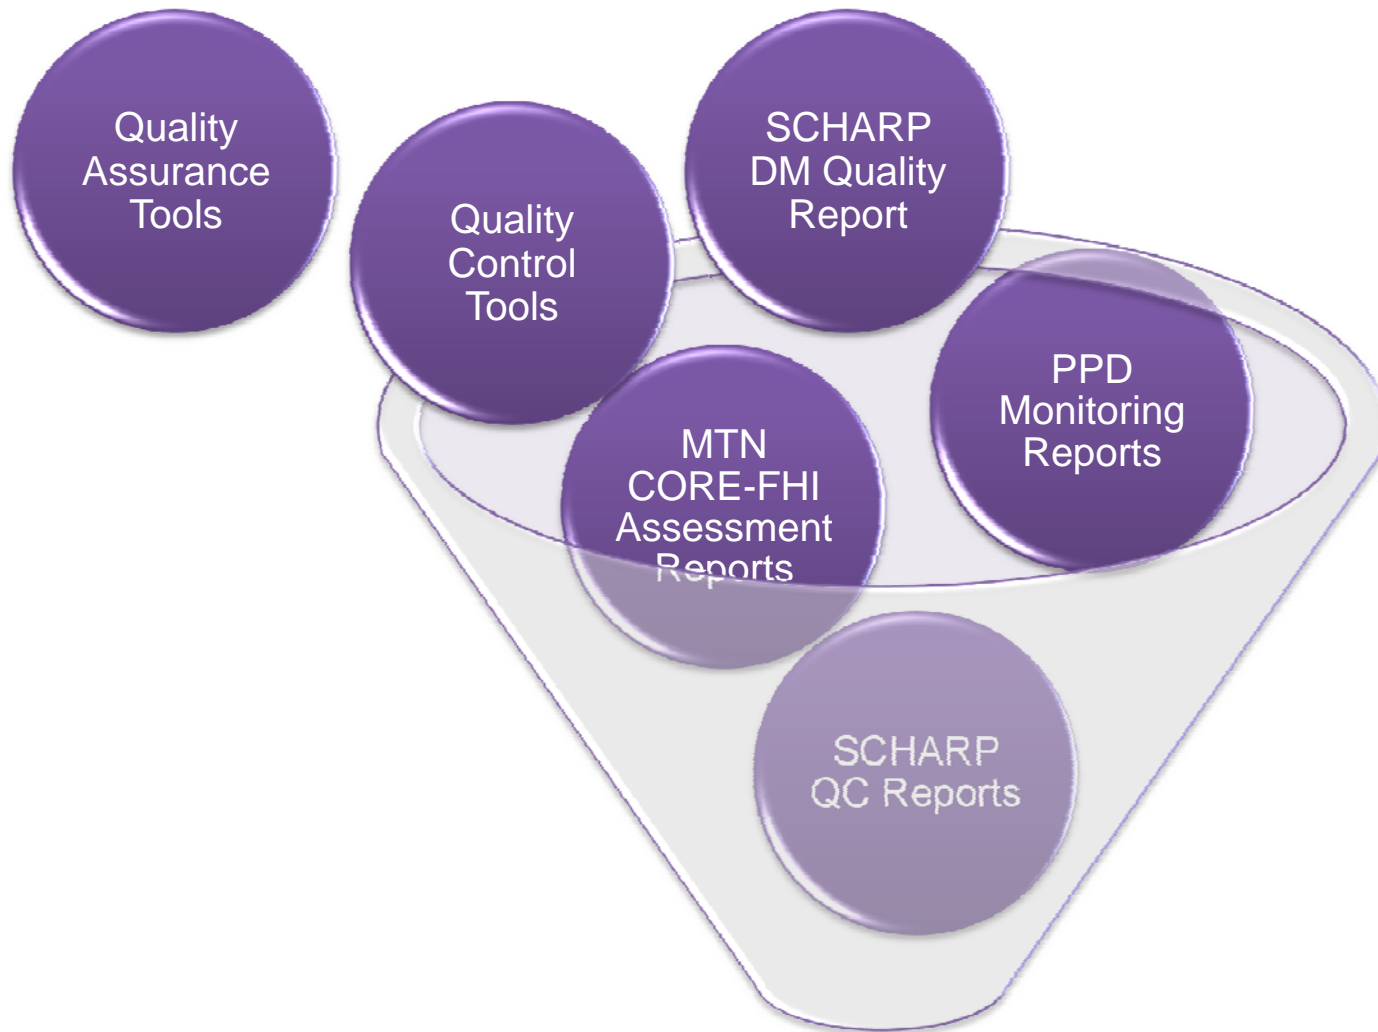 Quality
Assurance
Tools
Quality
Control
Tools
SCHARP
DM Quality
Report
PPD
Monitoring
Reports
MTN
CORE-FHI
Assessment
Reports
SCHARP
QC Reports